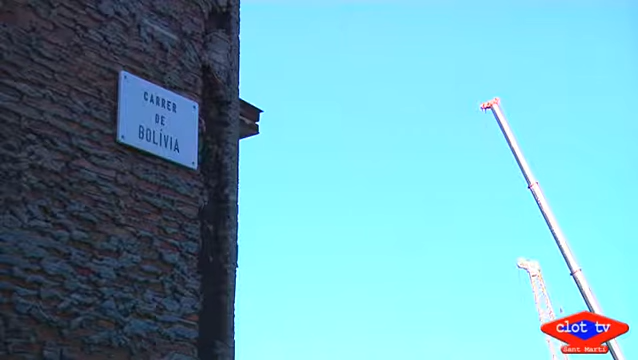 CARRER
DE
BOLÍVIA
clot tv
Sant Martí